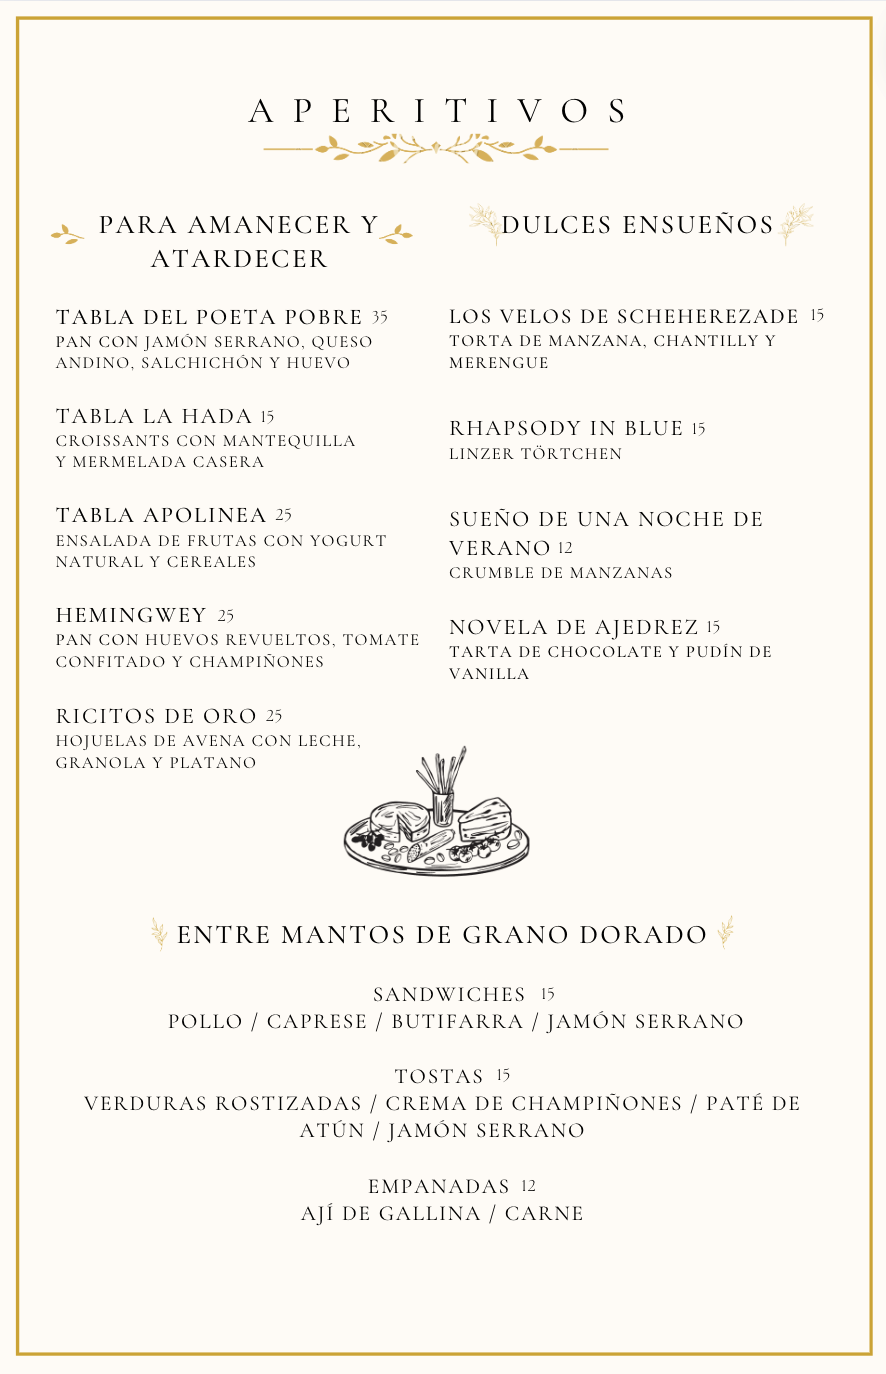 APERITIVOS
PARA AMANECER Y
ATARDECER
TABLA DEL POETA POBRE 35
PAN CON JAMÓN SERRANO, QUESO
ANDINO, SALCHICHÓN Y HUEVO
TABLA LA HADA 15
CROISSANTS CON MANTEQUILLA
Y MERMELADA CASERA
TABLA APOLINEA 25
ENSALADA DE FRUTAS CON YOGURT
NATURAL Y CEREALES
HEMINGWEY 25
PAN CON HUEVOS REVUELTOS, TOMATE
CONFITADO Y CHAMPIÑONES
RICITOS DE ORO 25
HOJUELAS DE AVENA CON LECHE,
GRANOLA Y PLATANO
DULCES ENSUEÑOS
LOS VELOS DE SCHEHEREZADE 15
TORTA DE MANZANA, CHANTILLY Y
MERENGUE
RHAPSODY IN BLUE 15
LINZER TÖRTCHEN
SUEÑO DE UNA NOCHE DE
VERANO 12
CRUMBLE DE MANZANAS
NOVELA DE AJEDREZ 15
TARTA DE CHOCOLATE Y PUDÍN DE
VANILLA
ENTRE MANTOS DE GRANO DORADO
SANDWICHES 15
POLLO / CAPRESE / BUTIFARRA / JAMÓN SERRANO
TOSTAS 15
VERDURAS ROSTIZADAS / CREMA DE CHAMPIÑONES / PATÉ DE
ATÚN / JAMÓN SERRANO
EMPANADAS 12
AJÍ DE GALLINA / CARNE